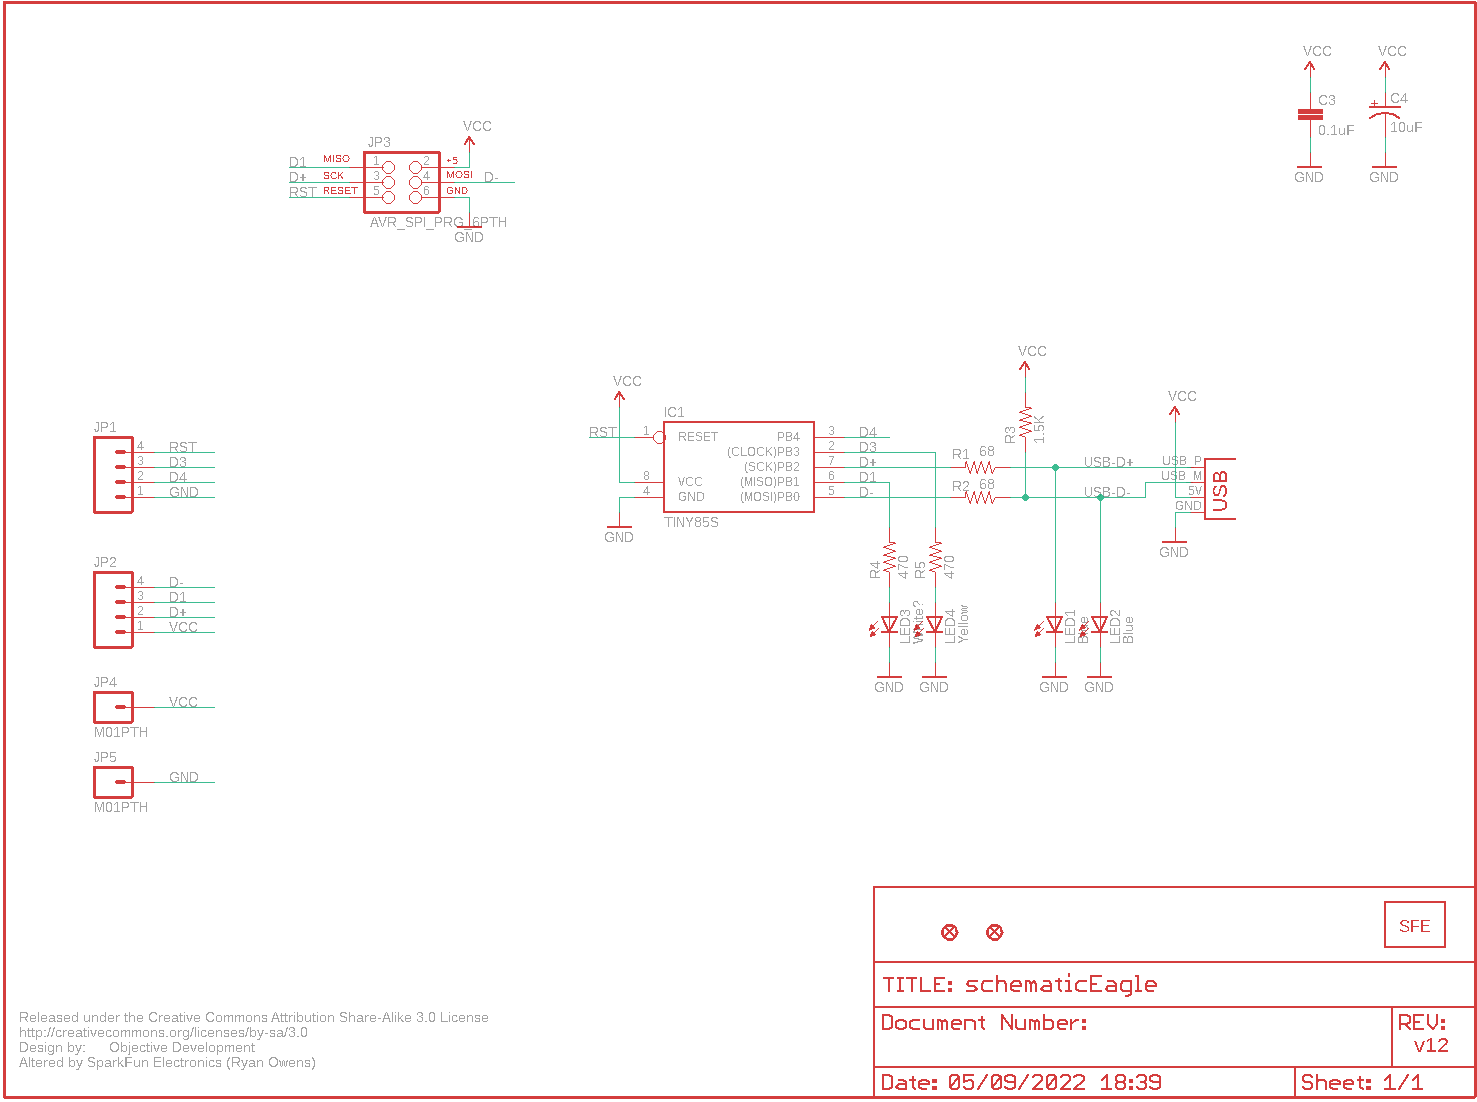 VCC
VCC
C3
0.1uF
C4
10uF
GND
GND
JP3
VCC
D1 MISO 1 2 +5
D+ SCK 3 4 MOSI D-
RST RESET 5 6 GND
AVR_SPI_PRG_6PTH
GND
VCC
VCC
VCC
JP1
4 RST
3 D3
2 D4
1 GND
IC1
RST 1 RESET PB4 3 D4
(CLOCK)PB3 2 D3
(SCK)PB2 7 D+
8 VCC (MISO)PB1 6 D1
4 GND (MOSI)PB0 5 D-
TINY85S
GND
R1 68
R2 68
R3 1.5K
USB-D+ USB P
USB M
5V
USB-D-
GND
USB
GND
R4 470
R5 470
LED3
White?
LED4
Yellow
LED1
Blue
LED2
Blue
GND
GND
GND
GND
JP2
4 D-
3 D1
2 D+
1 VCC
JP4
VCC
M01PTH
JP5
GND
M01PTH
SFE
TITLE: schematicEagle
Document Number:
REV:
v12
Date: 05/09/2022 18:39
Sheet: 1/1
Released under the Creative Commons Attribution Share-Alike 3.0 License
http://creativecommons.org/licenses/by-sa/3.0
Design by: Objective Development
Altered by SparkFun Electronics (Ryan Owens)